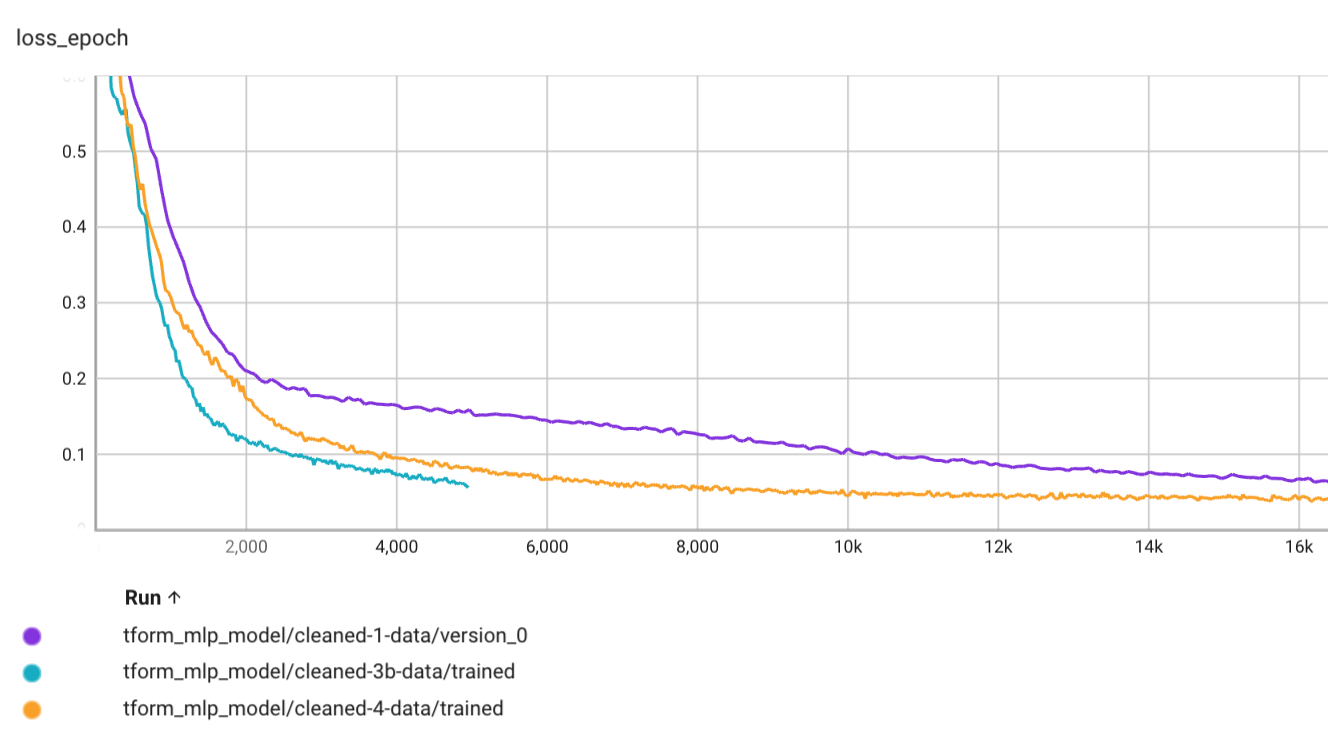 loss_epoch
0.5
0.4
0.3
0.2
0.1
2,000 4,000 6,000 8,000 10k 12k 14k 16k
Run ↑
tform_mlp_model/cleaned-1-data/version_0
tform_mlp_model/cleaned-3b-data/trained
tform_mlp_model/cleaned-4-data/trained